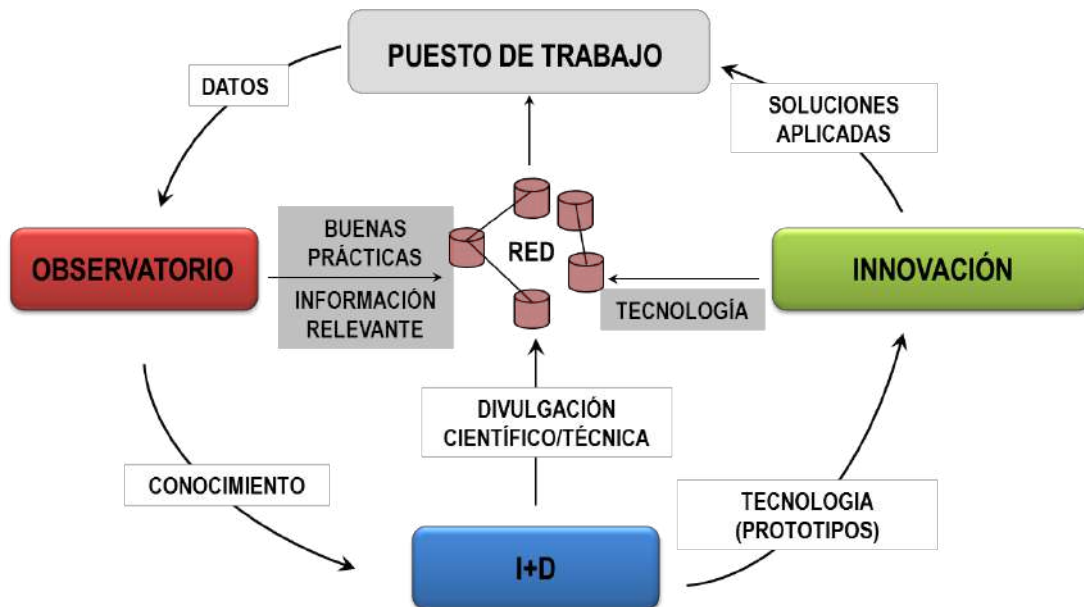 PUESTO DE TRABAJO
DATOS
SOLUCIONES
APLICADAS
OBSERVATORIO
BUENAS
PRÁCTICAS
INFORMACIÓN
RELEVANTE
RED
TECNOLOGÍA
INNOVACIÓN
DIVULGACIÓN
CIENTÍFICO/TÉCNICA
CONOCIMIENTO
TECNOLOGIA
(PROTOTIPOS)
I+D